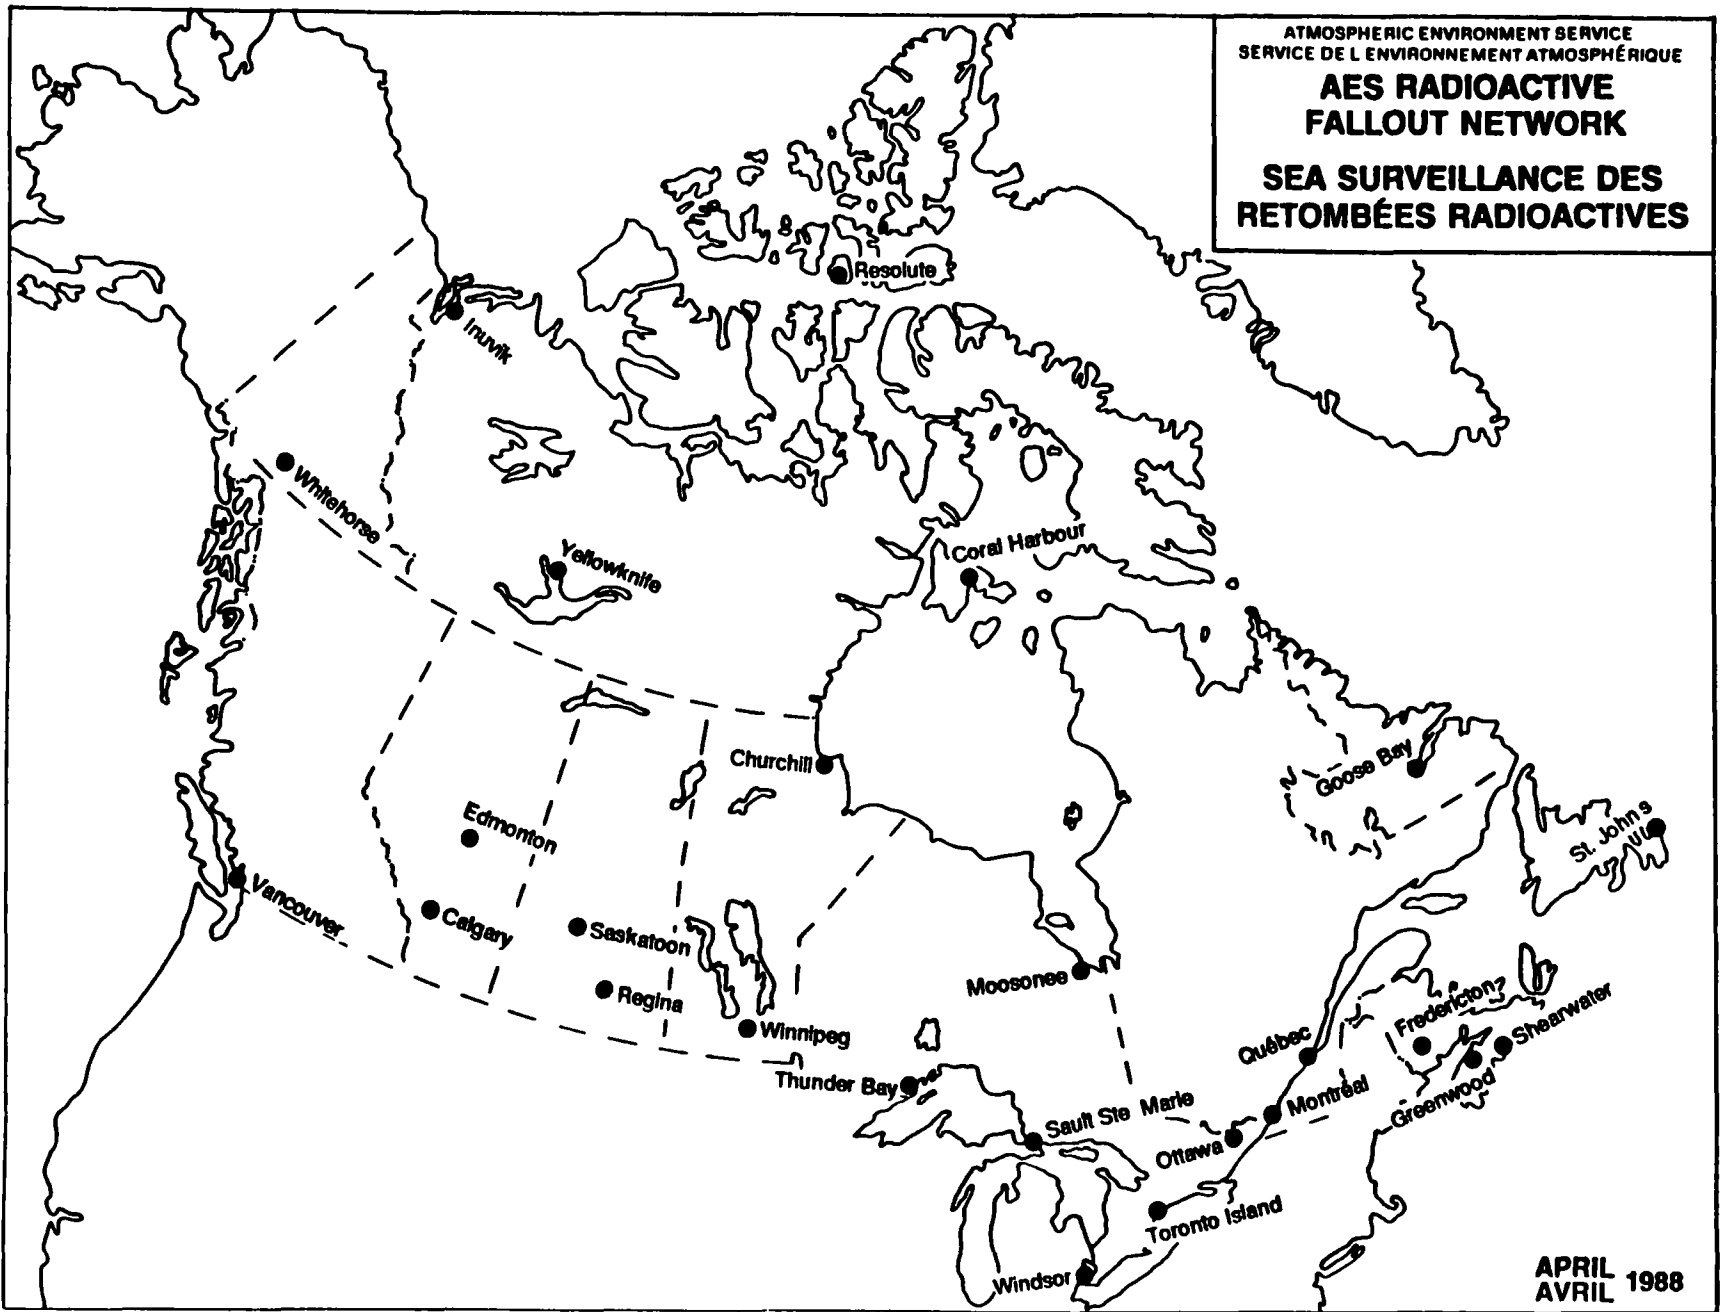 ATMOSPHERIC ENVIRONMENT SERVICE
SERVICE DE L ENVIRONNEMENT ATMOSPHÉRIQUE
AES RADIOACTIVE
FALLOUT NETWORK
SEA SURVEILLANCE DES
RETOMBÉES RADIOACTIVES
Resolute
Inuvik
Whitehorse
Yellowknife
Coral Harbour
Churchill
Goose Bay
Edmonton
St. John s
Vancouver
Calgary
Saskatoon
Moosonee
Regina
Fredericton
Shearwater
Winnipeg
Québec
Thunder Bay
Montréal
Greenwood
Sault Ste Marie
Ottawa
Toronto Island
Windsor
APRIL
AVRIL 1988